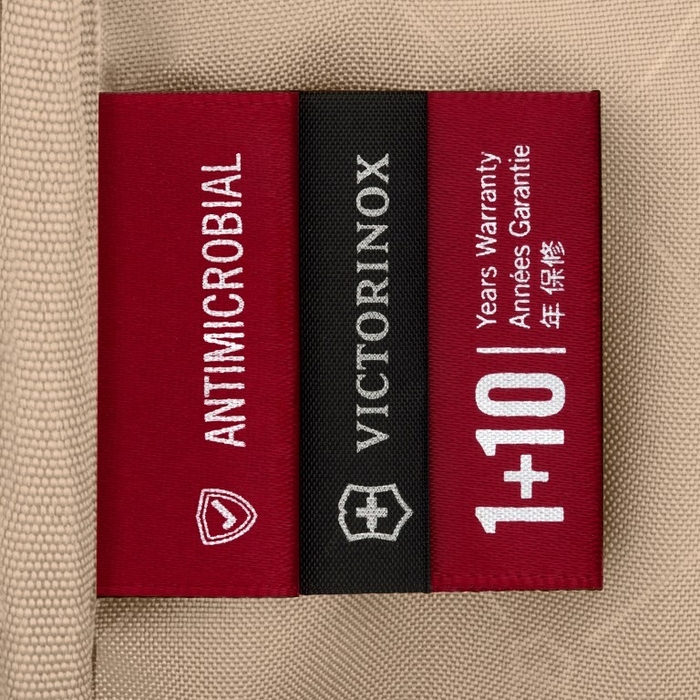 ANTIMICROBIAL
VICTORINOX
1+10
Years Warranty
Années Garantie
年 保修